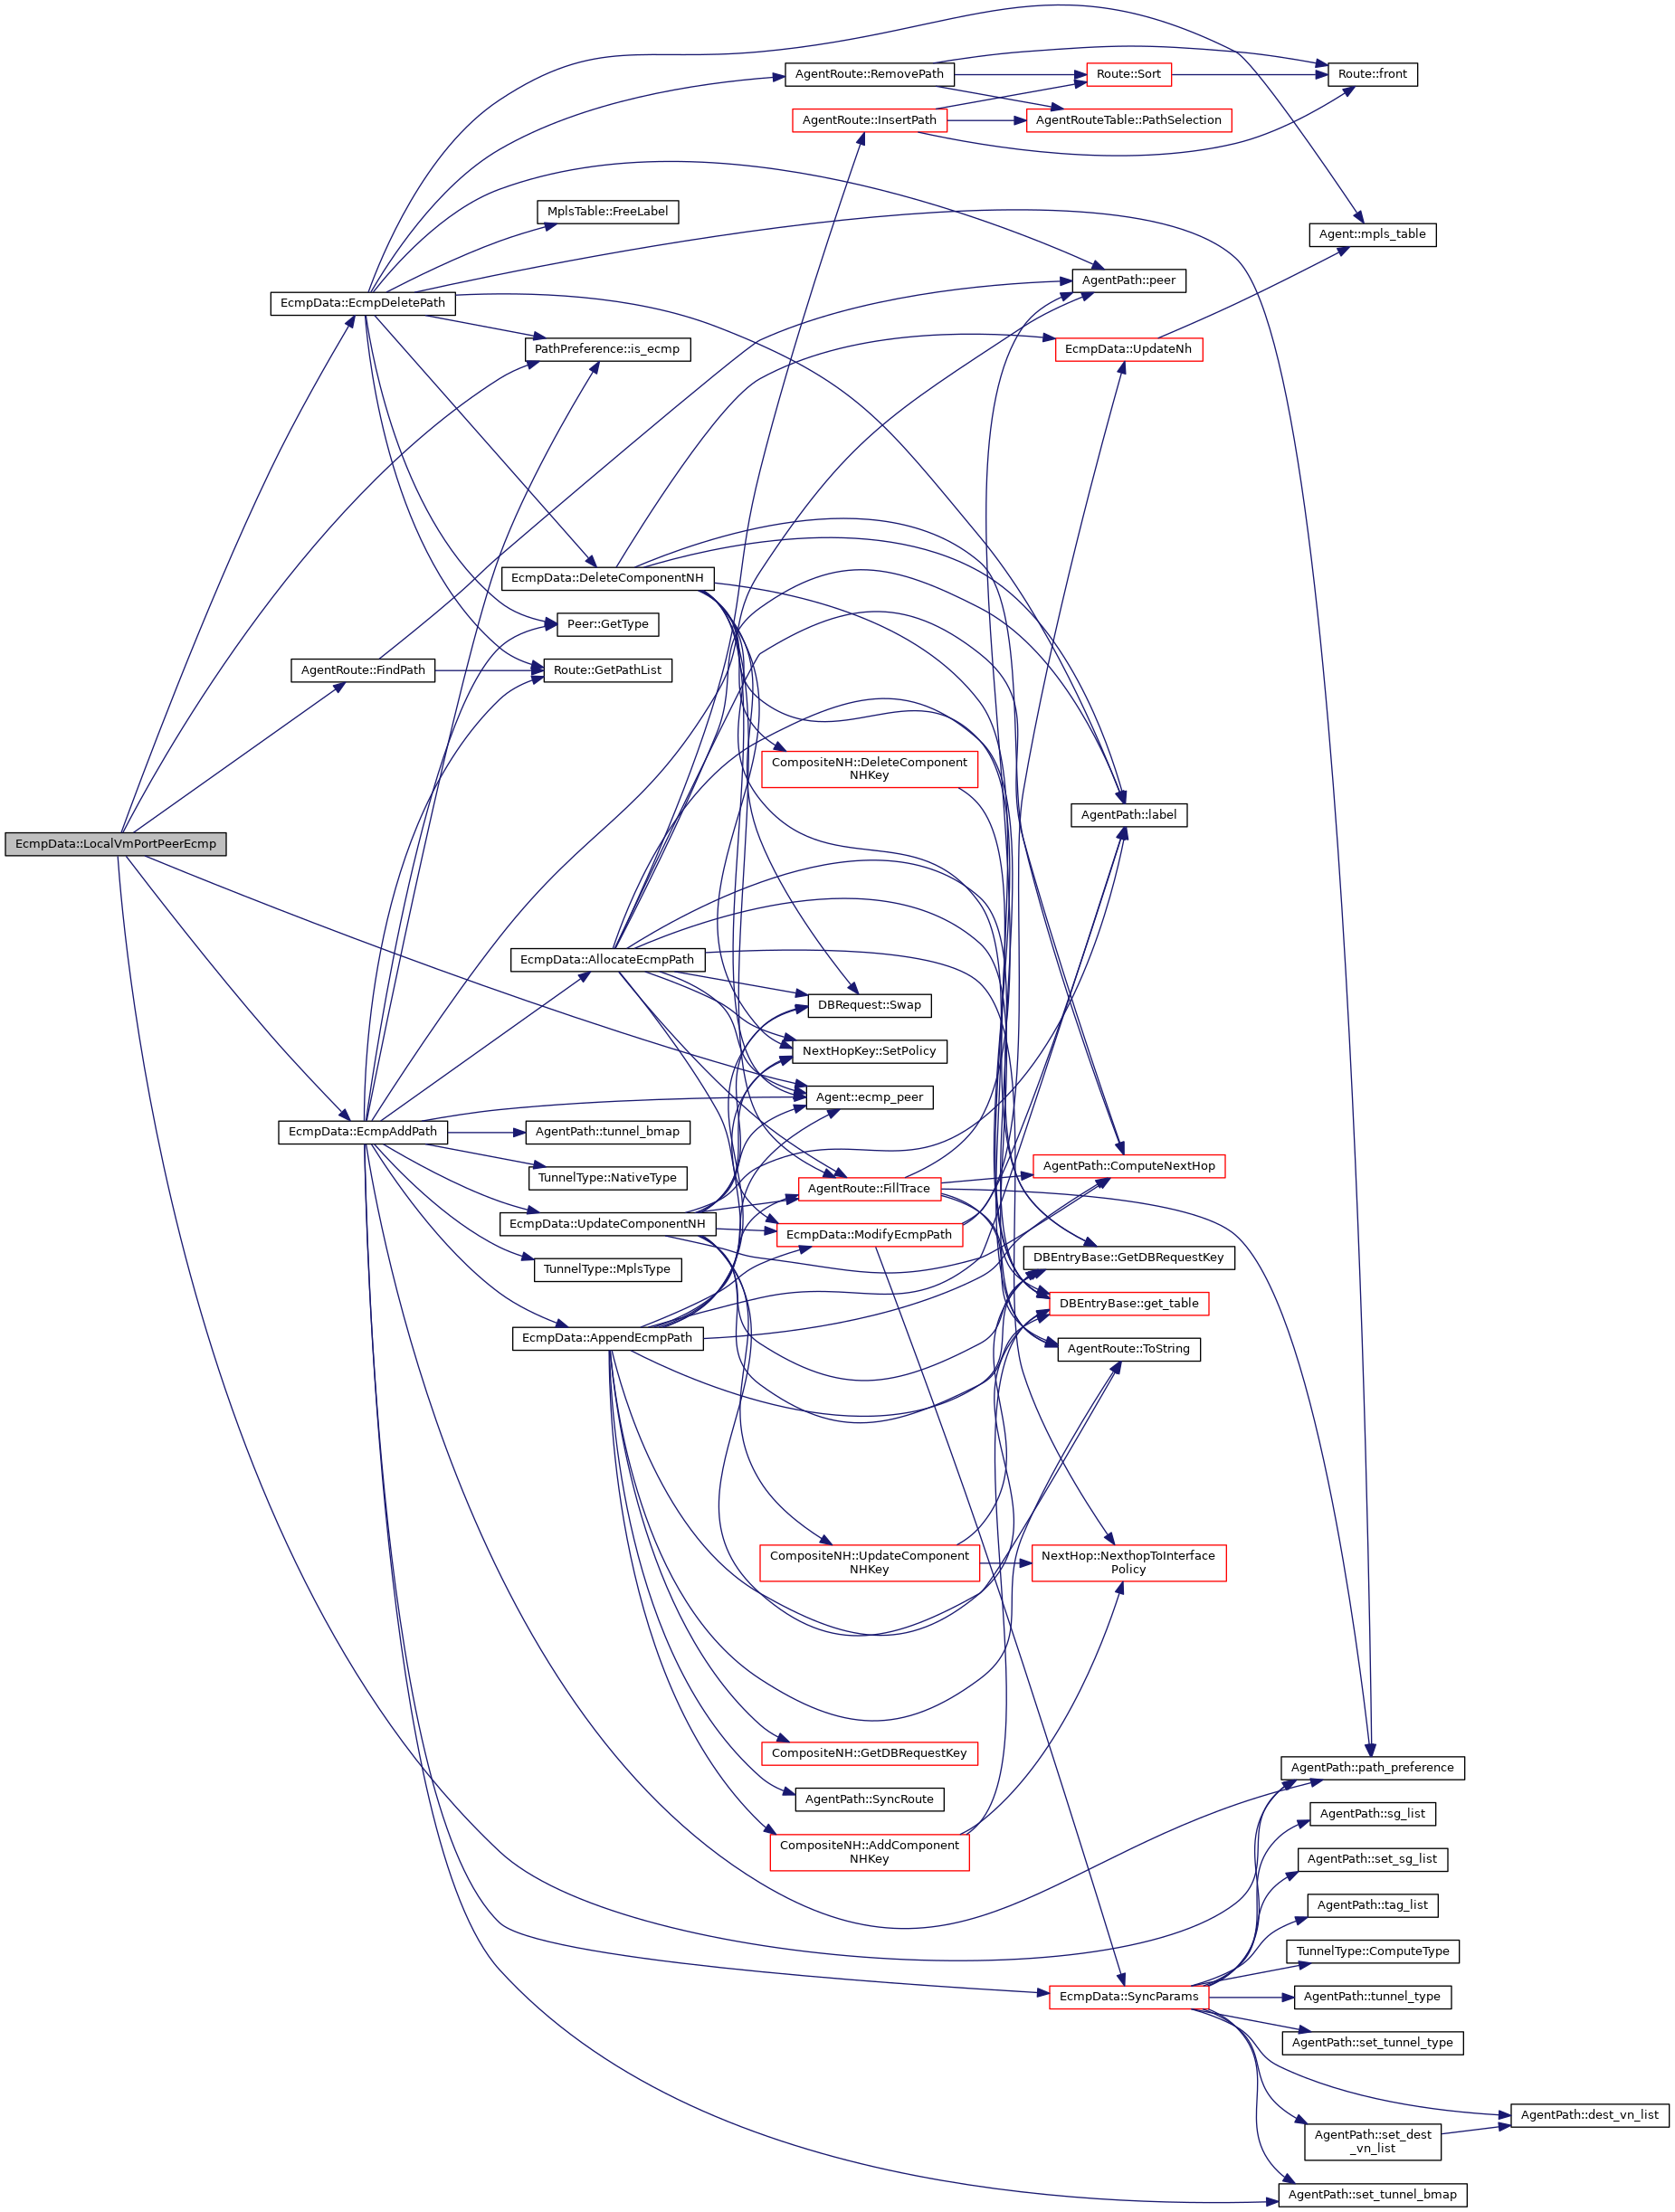 AgentRoute::RemovePath
Route::Sort
Route::front
AgentRoute::InsertPath
AgentRouteTable::PathSelection
MplsTable::FreeLabel
Agent::mpls_table
AgentPath::peer
EcmpData::EcmpDeletePath
PathPreference::is_ecmp
EcmpData::UpdateNh
EcmpData::DeleteComponentNH
Peer::GetType
AgentRoute::FindPath
Route::GetPathList
CompositeNH::DeleteComponent
NHKey
AgentPath::label
EcmpData::LocalVmPortPeerEcmp
EcmpData::AllocateEcmpPath
DBRequest::Swap
NextHopKey::SetPolicy
Agent::ecmp_peer
EcmpData::EcmpAddPath
AgentPath::tunnel_bmap
AgentPath::ComputeNextHop
TunnelType::NativeType
AgentRoute::FillTrace
EcmpData::UpdateComponentNH
EcmpData::ModifyEcmpPath
DBEntryBase::GetDBRequestKey
TunnelType::MplsType
DBEntryBase::get_table
EcmpData::AppendEcmpPath
AgentRoute::ToString
CompositeNH::UpdateComponent
NHKey
NextHop::NexthopToInterface
Policy
CompositeNH::GetDBRequestKey
AgentPath::path_preference
AgentPath::SyncRoute
AgentPath::sg_list
CompositeNH::AddComponent
NHKey
AgentPath::set_sg_list
AgentPath::tag_list
TunnelType::ComputeType
EcmpData::SyncParams
AgentPath::tunnel_type
AgentPath::set_tunnel_type
AgentPath::dest_vn_list
AgentPath::set_dest
_vn_list
AgentPath::set_tunnel_bmap